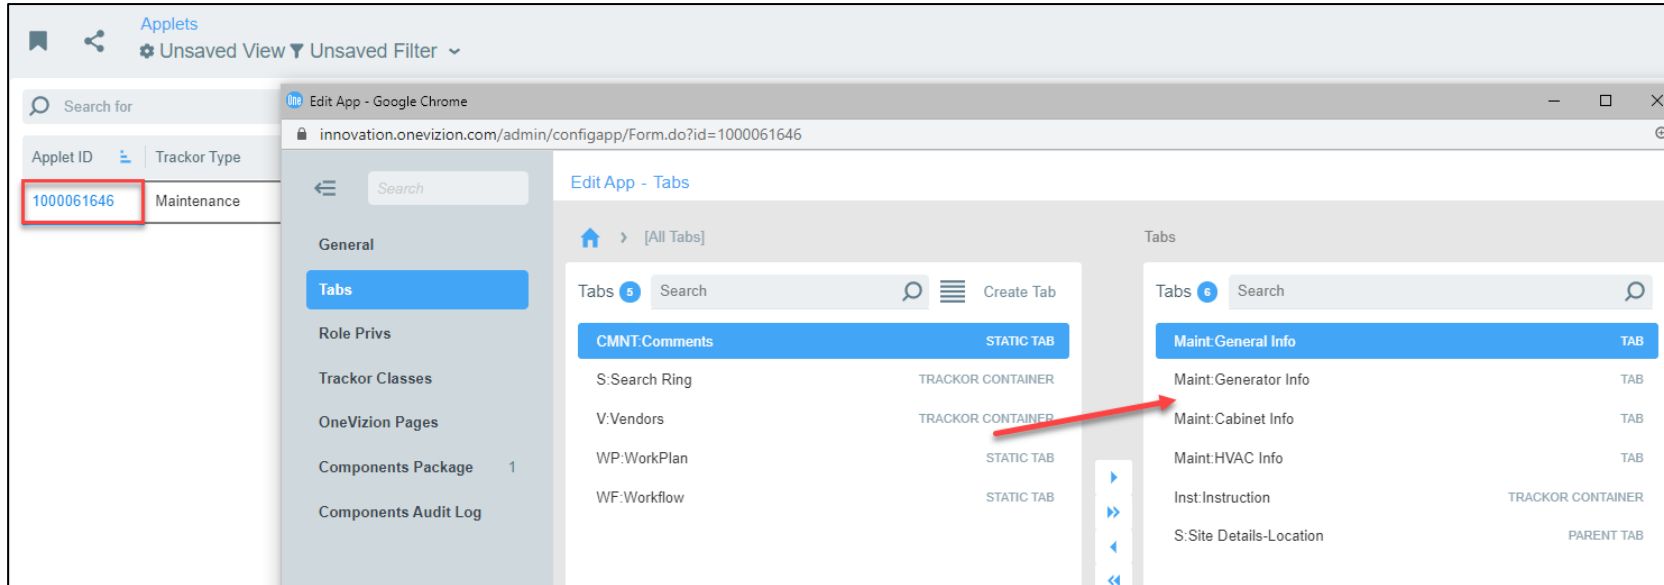 Applets
Unsaved View Unsaved Filter
Search for
Applet ID Trackor Type
1000061646 Maintenance
One Edit App - Google Chrome
innovation.onevizion.com/admin/configapp/Form.do?id=1000061646
Search
General
Tabs
Role Privs
Trackor Classes
OneVizion Pages
Components Package 1
Components Audit Log
Edit App - Tabs
[All Tabs]
Tabs 5 Search Create Tab
CMNT:Comments STATIC TAB
S:Search Ring TRACKOR CONTAINER
V:Vendors TRACKOR CONTAINER
WP:WorkPlan STATIC TAB
WF:Workflow STATIC TAB
Tabs
Tabs 6 Search
Maint:General Info TAB
Maint:Generator Info TAB
Maint:Cabinet Info TAB
Maint:HVAC Info TAB
Inst:Instruction TRACKOR CONTAINER
S:Site Details-Location PARENT TAB